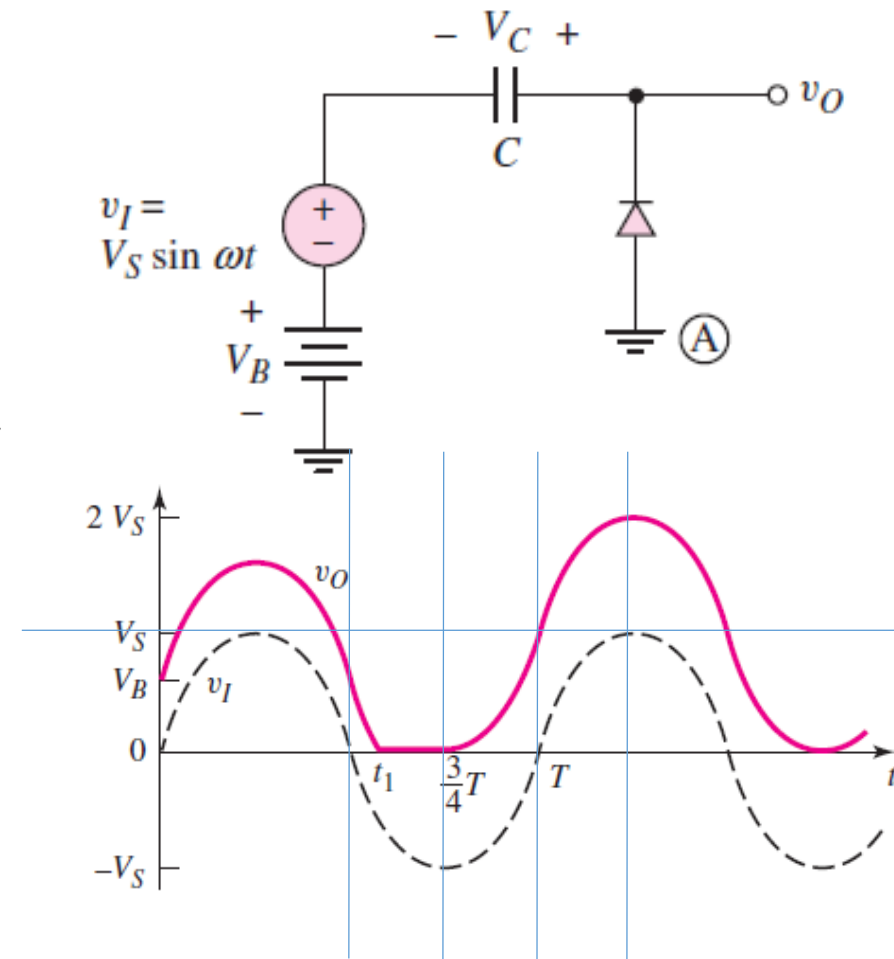 − V_C +
v_O
C
v_I =
V_S sin ωt
+
−
+
V_B
−
A
2 V_S
v_O
V_S
V_B
v_I
0
t_1
3/4 T
T
t
−V_S